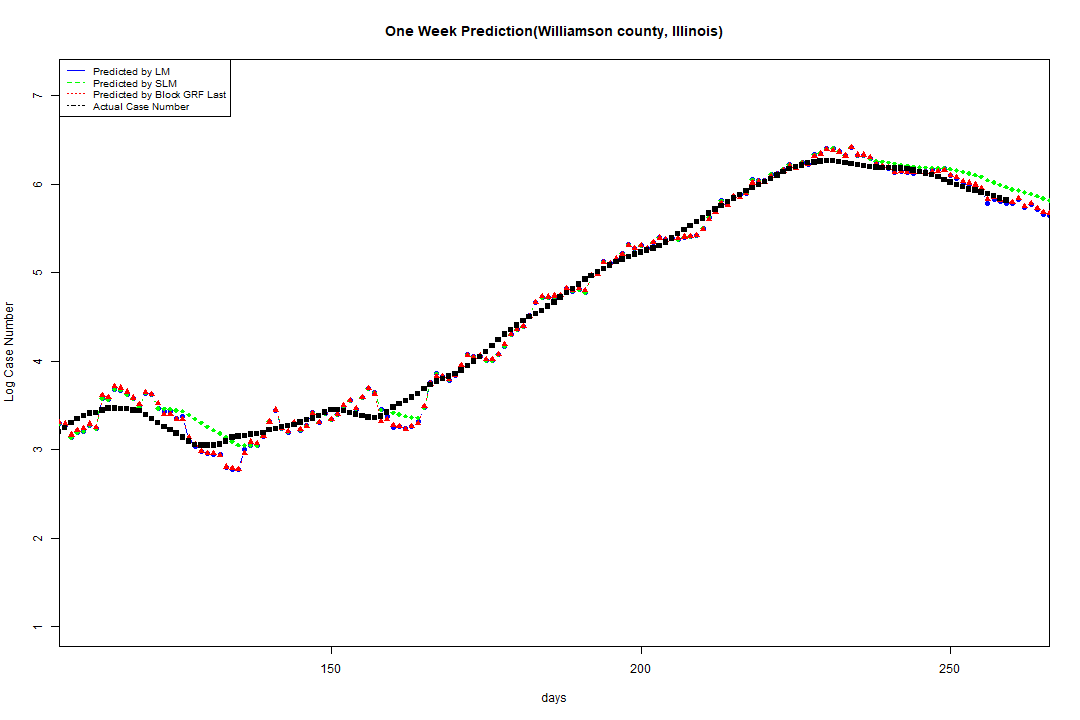 One Week Prediction(Williamson county, Illinois)
Predicted by LM
Predicted by SLM
Predicted by Block GRF Last
Actual Case Number
7
6
5
4
3
2
1
Log Case Number
150 200 250
days